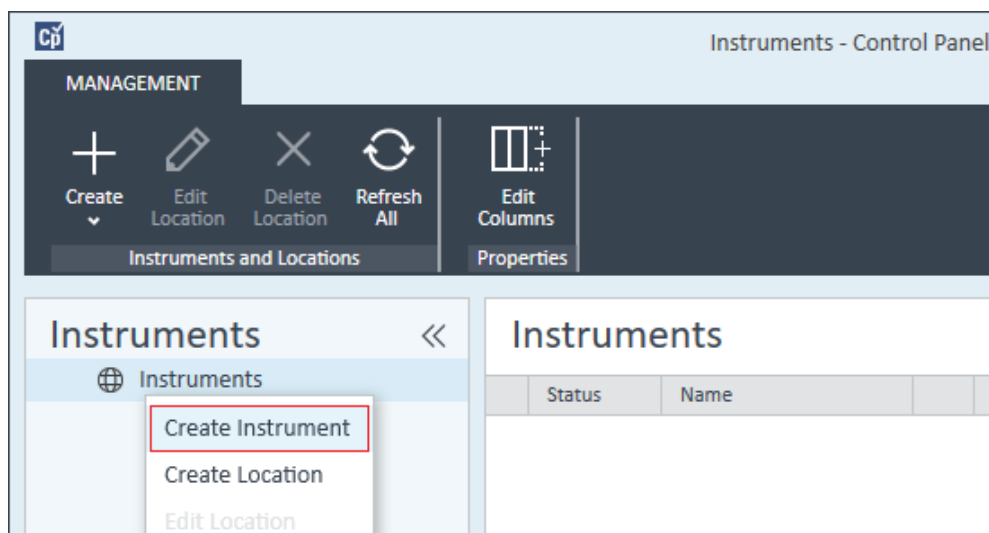 Cp
Instruments - Control Panel
MANAGEMENT
Create
Edit
Location
Delete
Location
Refresh
All
Edit
Columns
Instruments and Locations
Properties
Instruments
Instruments
Create Instrument
Create Location
Edit Location
Instruments
Status Name